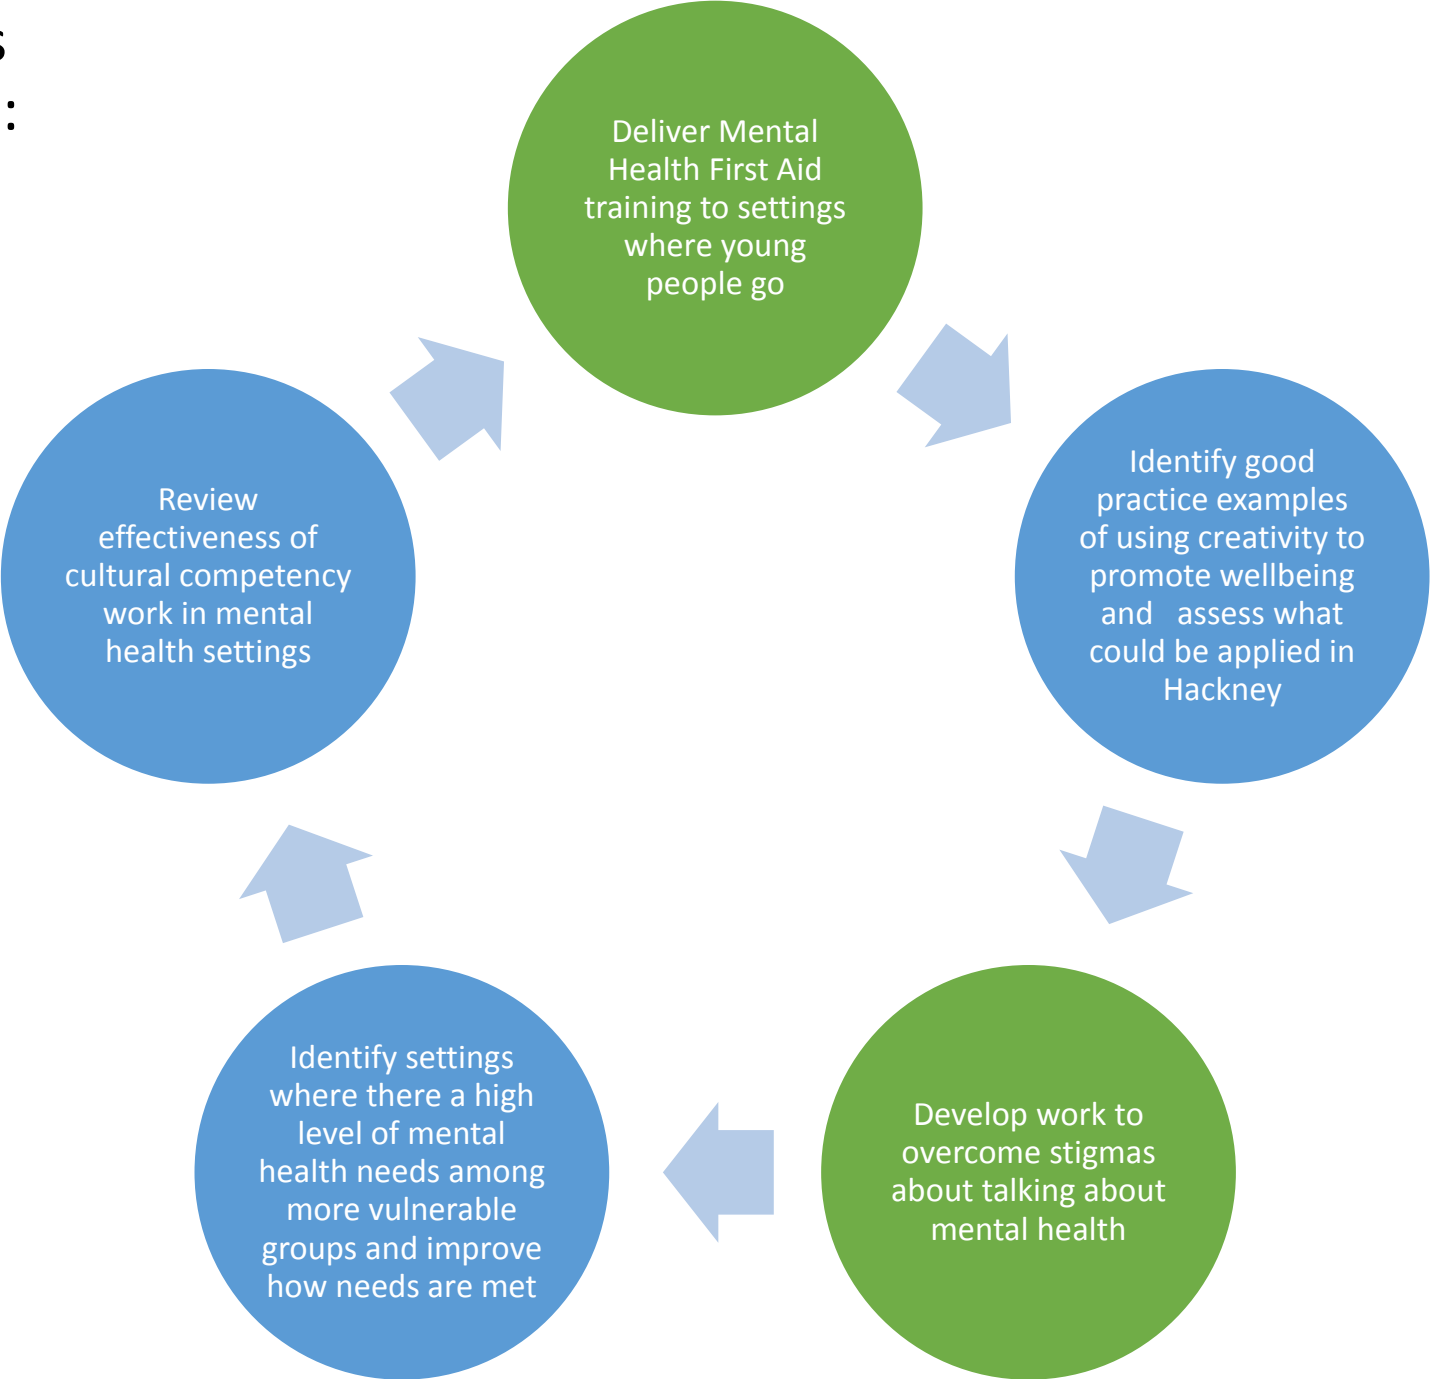 :
Deliver Mental
Health First Aid
training to settings
where young
people go
Identify good
practice examples
of using creativity to
promote wellbeing
and assess what
could be applied in
Hackney
Develop work to
overcome stigmas
about talking about
mental health
Identify settings
where there a high
level of mental
health needs among
more vulnerable
groups and improve
how needs are met
Review
effectiveness of
cultural competency
work in mental
health settings